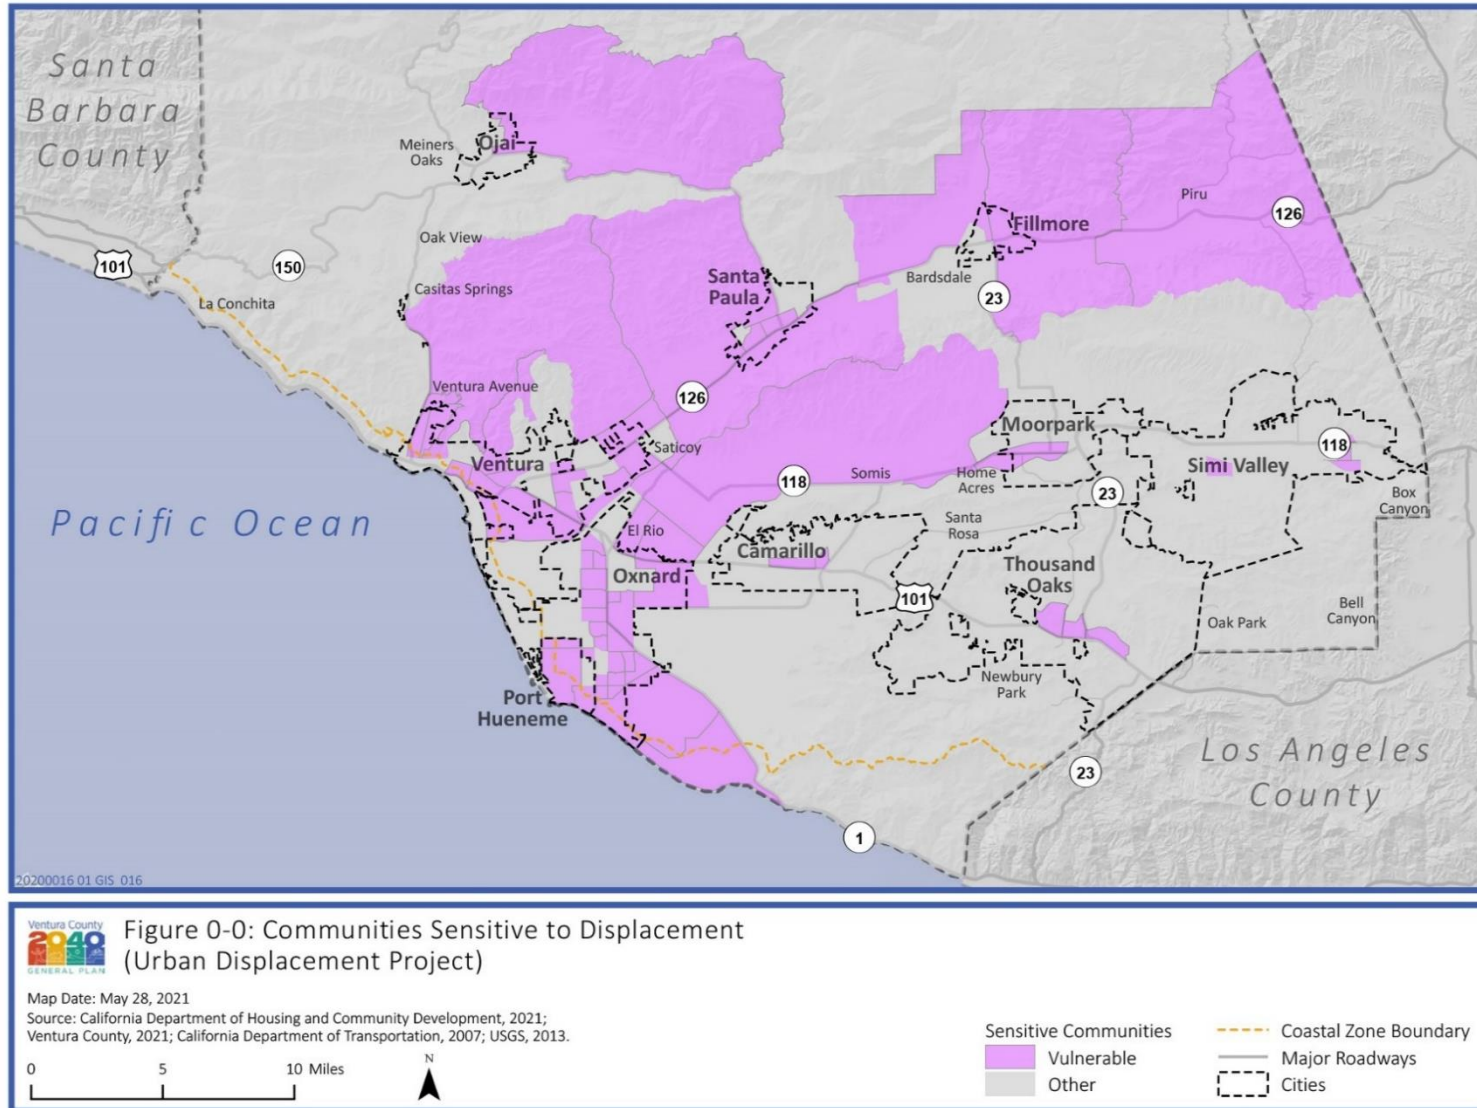 Santa
Barbara
County
Meiners
Oaks
Ojai
Piru
126
Fillmore
Oak View
101
150
Santa
Paula
Bardsdale
Casitas Springs
23
La Conchita
Ventura Avenue
126
Moorpark
Saticoy
118
Ventura
Simi Valley
Somis
Home
Acres
118
23
Box
Canyon
Pacific Ocean
El Rio
Santa
Rosa
Camarillo
Oxnard
Thousand
Oaks
101
Bell
Canyon
Oak Park
Newbury
Park
Port
Hueneme
Los Angeles
County
23
1
20200016 01 GIS 016
Ventura County
2040
GENERAL PLAN
Figure 0-0: Communities Sensitive to Displacement
(Urban Displacement Project)
Map Date: May 28, 2021
Source: California Department of Housing and Community Development, 2021;
Ventura County, 2021; California Department of Transportation, 2007; USGS, 2013.
0 5 10 Miles
N
Sensitive Communities
Vulnerable
Other
Coastal Zone Boundary
Major Roadways
Cities